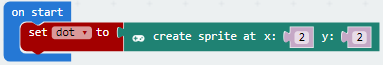 on start
set dot to create sprite at x: 2 y: 2